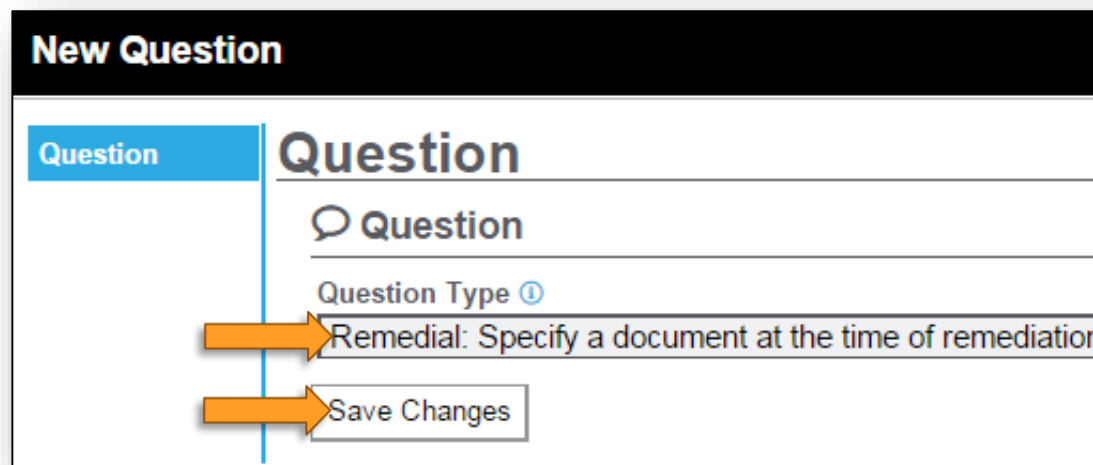 New Question
Question
Question
Question
Question Type
Remedial: Specify a document at the time of remediation
Save Changes